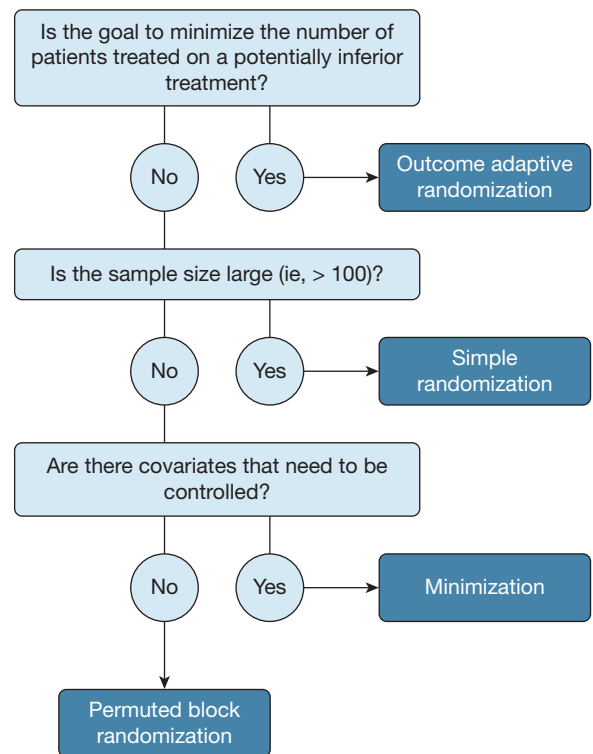 Is the goal to minimize the number of
patients treated on a potentially inferior
treatment?
No
Yes
Outcome adaptive
randomization
Is the sample size large (ie, > 100)?
No
Yes
Simple
randomization
Are there covariates that need to be
controlled?
No
Yes
Minimization
Permuted block
randomization